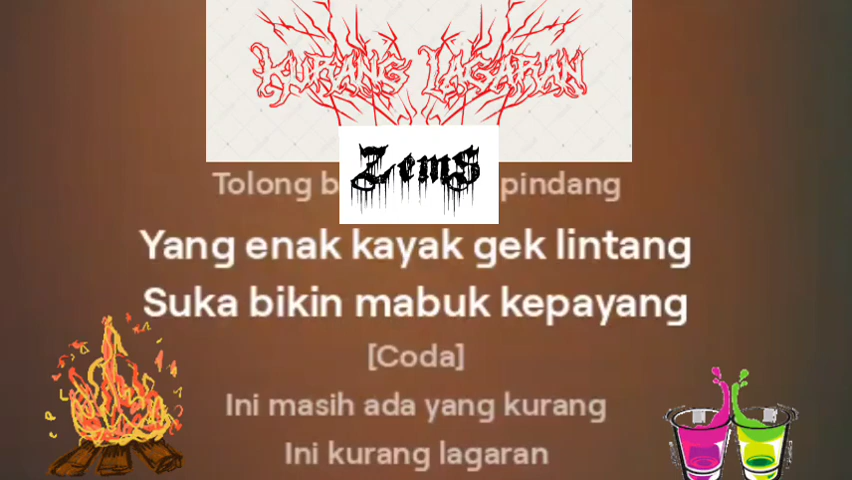 KURANG LAGARAN
Zems
Tolong b pindang
Yang enak kayak gek lintang
Suka bikin mabuk kepayang
[Coda]
Ini masih ada yang kurang
Ini kurang lagaran